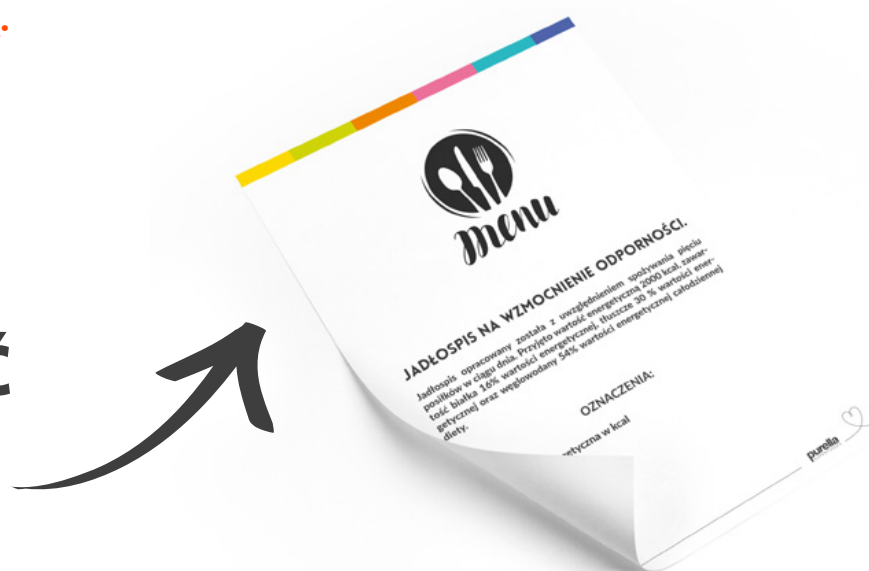 Ć
menu
JADŁOSPIS NA WZMOCNIENIE ODPORNOŚCI.
Jadłospis opracowany została z uwzględnieniem spożywania pięciu
posiłków w ciągu dnia. Przyjęto wartość energetyczną 2000 kcal, zawar-
tość białka 16% wartości energetycznej, tłuszcze 30 % wartości ener-
getycznej oraz węglowodany 54% wartości energetycznej całodziennej
diety.
OZNACZENIA:
etyczna w kcal
purella